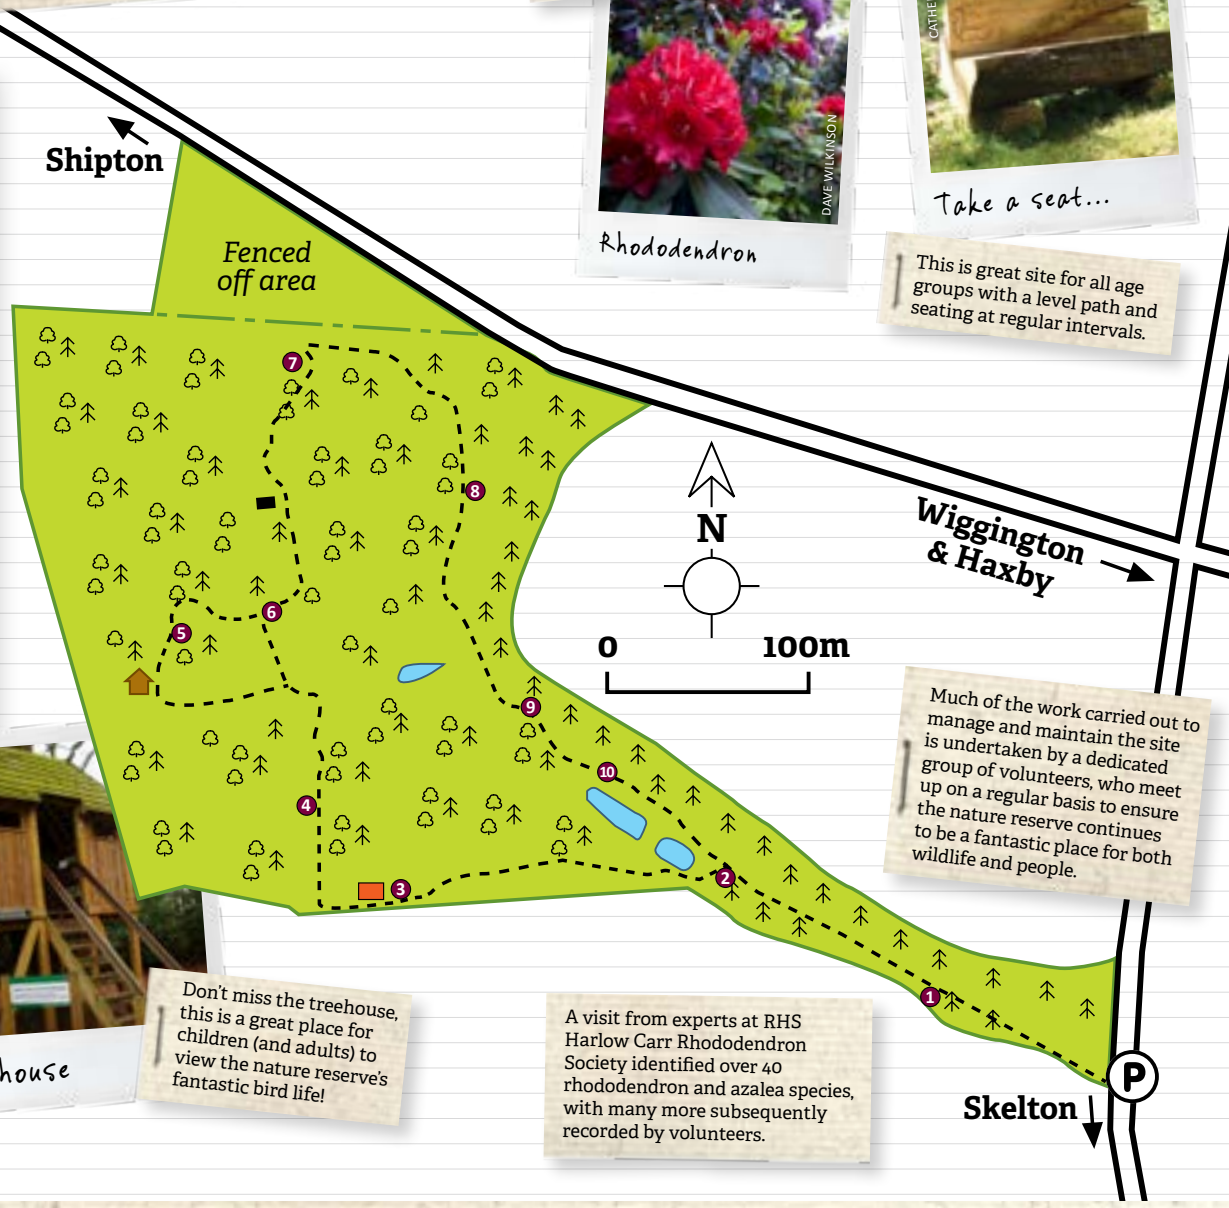 CATHE
DAVE WILKINSON
Rhododendron
Take a seat...
This is great site for all age
groups with a level path and
seating at regular intervals.
Shipton
Fenced
off area
7
8
N
0 100m
Wiggington
& Haxby
6
5
9
10
4
3
2
1
Much of the work carried out to
manage and maintain the site
is undertaken by a dedicated
group of volunteers, who meet
up on a regular basis to ensure
the nature reserve continues
to be a fantastic place for both
wildlife and people.
house
Don't miss the treehouse,
this is a great place for
children (and adults) to
view the nature reserve's
fantastic bird life!
A visit from experts at RHS
Harlow Carr Rhododendron
Society identified over 40
rhododendron and azalea species,
with many more subsequently
recorded by volunteers.
P
Skelton